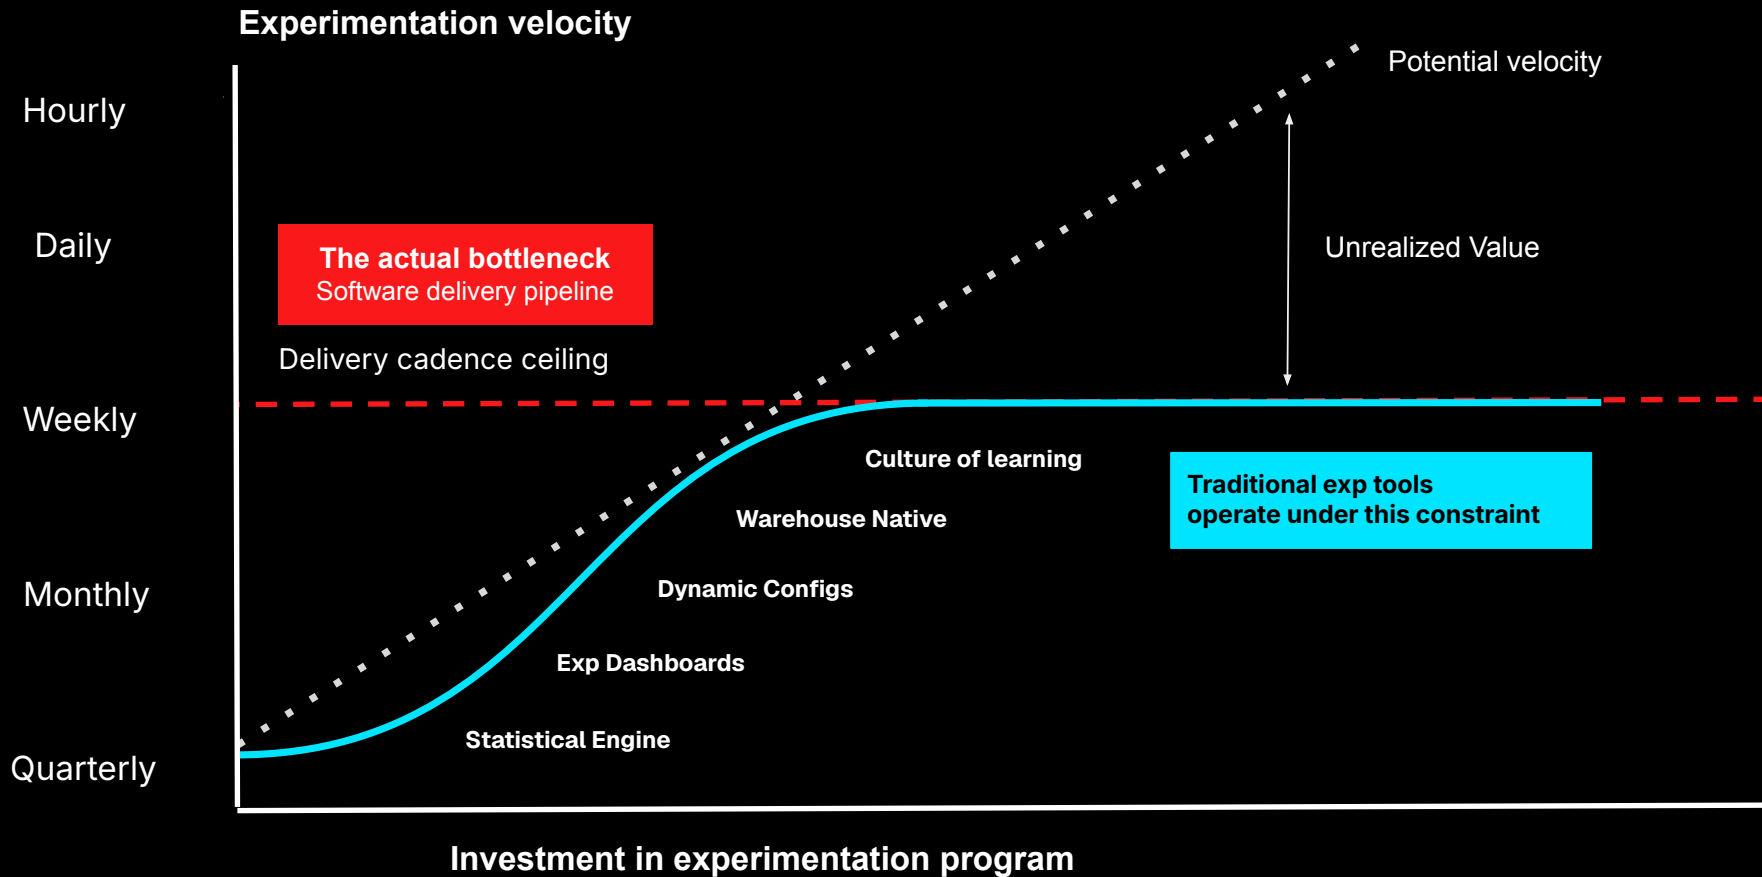 Experimentation velocity
Potential velocity
Hourly
Daily
The actual bottleneck
Software delivery pipeline
Unrealized Value
Delivery cadence ceiling
Weekly
Culture of learning
Traditional exp tools
operate under this constraint
Warehouse Native
Monthly
Dynamic Configs
Exp Dashboards
Statistical Engine
Quarterly
Investment in experimentation program